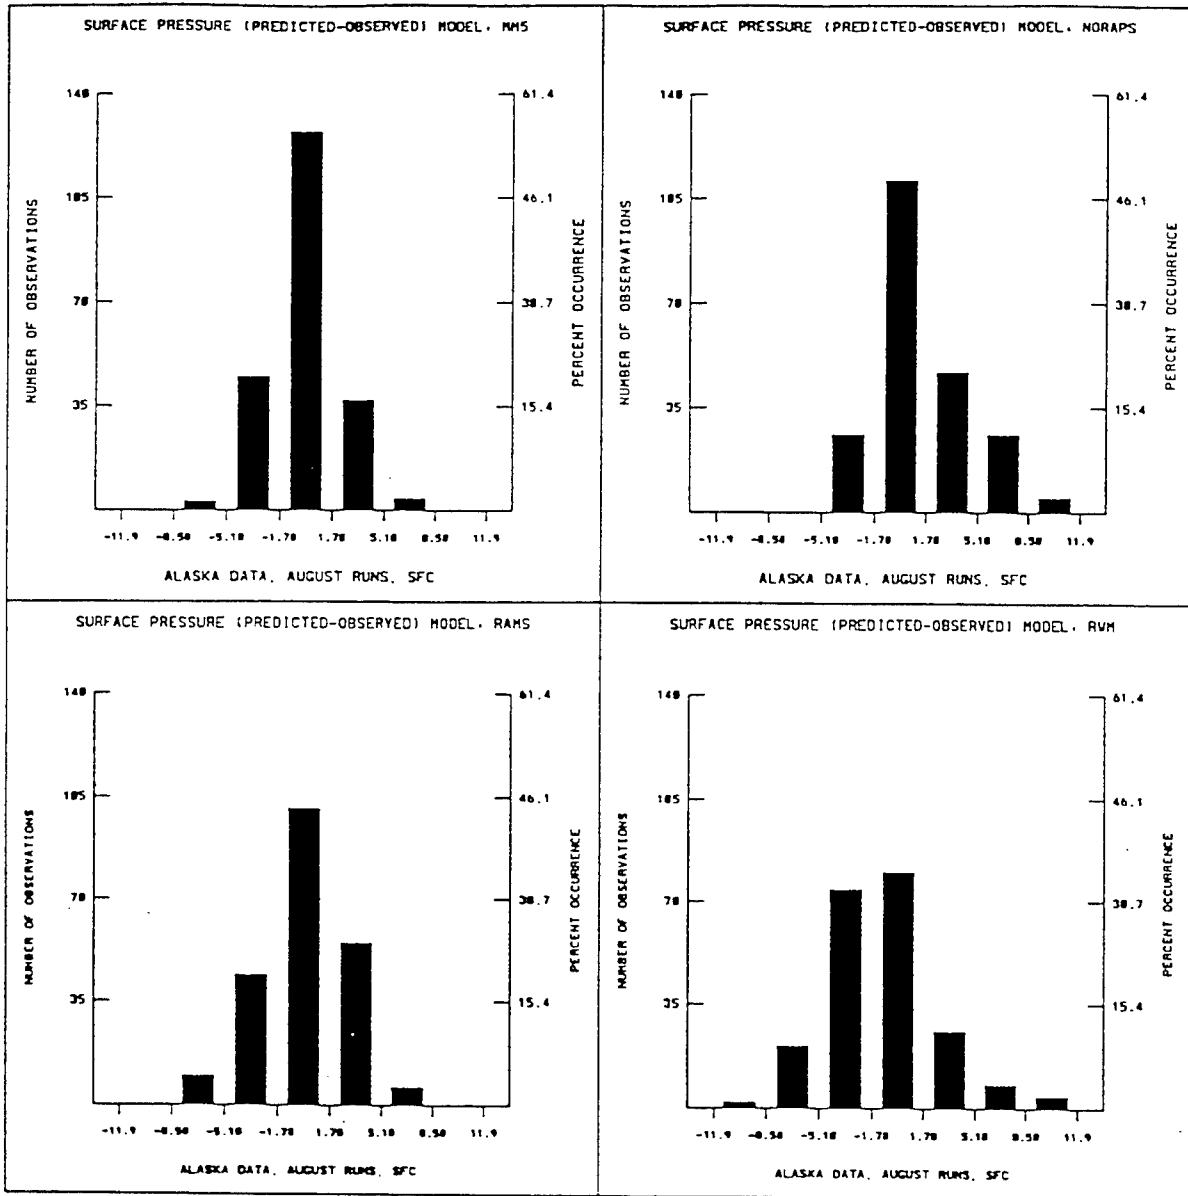 SURFACE PRESSURE (PREDICTED-OBSERVED) MODEL. MM5
140
105
70
35
NUMBER OF OBSERVATIONS
61.4
46.1
30.7
15.4
PERCENT OCCURRENCE
-11.9 -8.50 -5.10 -1.70 1.70 5.10 8.50 11.9
ALASKA DATA. AUGUST RUNS. SFC
SURFACE PRESSURE (PREDICTED-OBSERVED) MODEL. NORAPS
140
105
70
35
NUMBER OF OBSERVATIONS
61.4
46.1
30.7
15.4
PERCENT OCCURRENCE
-11.9 -8.50 -5.10 -1.70 1.70 5.10 8.50 11.9
ALASKA DATA. AUGUST RUNS. SFC
SURFACE PRESSURE (PREDICTED-OBSERVED) MODEL. RAMS
140
105
70
35
NUMBER OF OBSERVATIONS
61.4
46.1
30.7
15.4
PERCENT OCCURRENCE
-11.9 -8.50 -5.10 -1.70 1.70 5.10 8.50 11.9
ALASKA DATA. AUGUST RUNS. SFC
SURFACE PRESSURE (PREDICTED-OBSERVED) MODEL. RWM
140
105
70
35
NUMBER OF OBSERVATIONS
61.4
46.1
30.7
15.4
PERCENT OCCURRENCE
-11.9 -8.50 -5.10 -1.70 1.70 5.10 8.50 11.9
ALASKA DATA. AUGUST RUNS. SFC